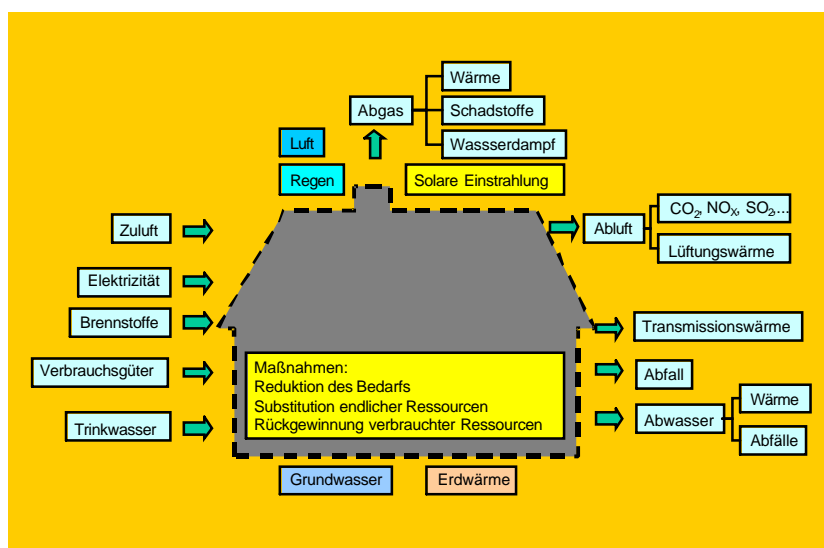 Wärme
Abgas
Schadstoffe
Luft
Wassserdampf
Regen
Solare Einstrahlung
CO₂, NOₓ, SO₂,...
Zuluft
Abluft
Lüftungswärme
Elektrizität
Brennstoffe
Transmissionswärme
Verbrauchsgüter
Maßnahmen:
Reduktion des Bedarfs
Substitution endlicher Ressourcen
Rückgewinnung verbrauchter Ressourcen
Abfall
Wärme
Trinkwasser
Abwasser
Abfälle
Grundwasser
Erdwärme